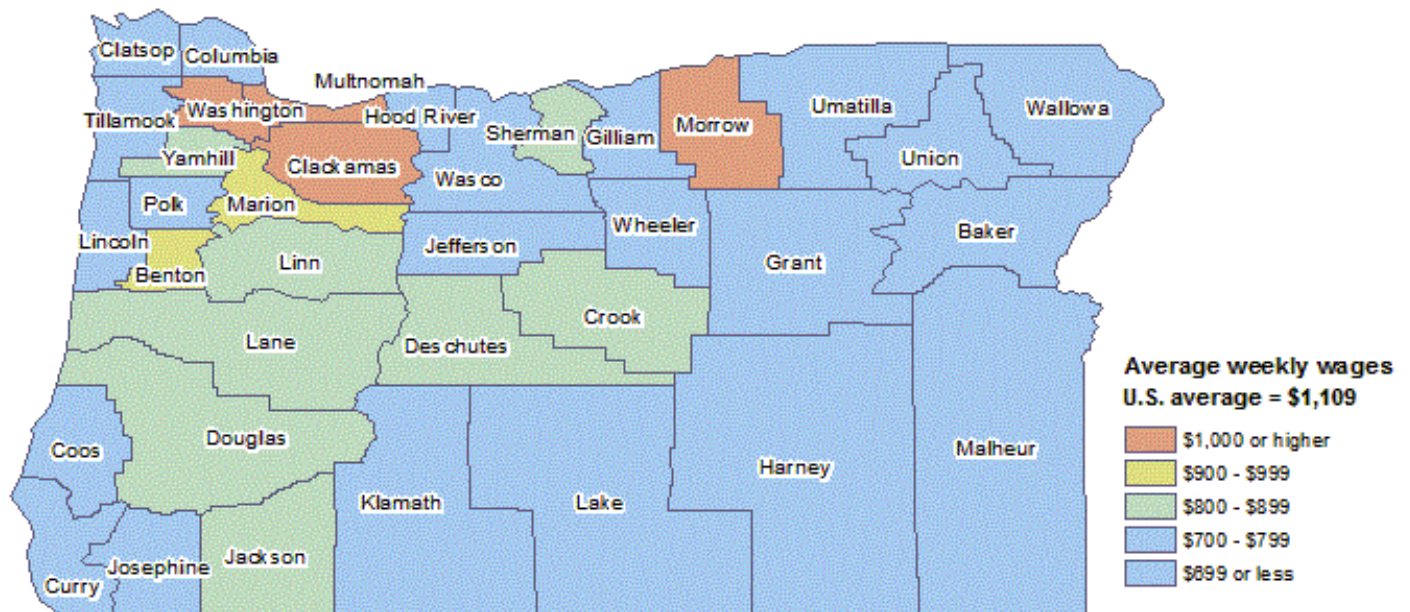 Clatsop
Columbia
Multnomah
Washington
Hood River
Tillamook
Sherman
Gilliam
Morrow
Umatilla
Wallowa
Yamhill
Clackamas
Wasco
Union
Polk
Marion
Wheeler
Baker
Lincoln
Jefferson
Benton
Linn
Grant
Crook
Lane
Deschutes
Average weekly wages
U.S. average = $1,109
$1,000 or higher
$900 - $999
$800 - $899
$700 - $799
$699 or less
Douglas
Coos
Malheur
Harney
Klamath
Lake
Jackson
Josephine
Curry